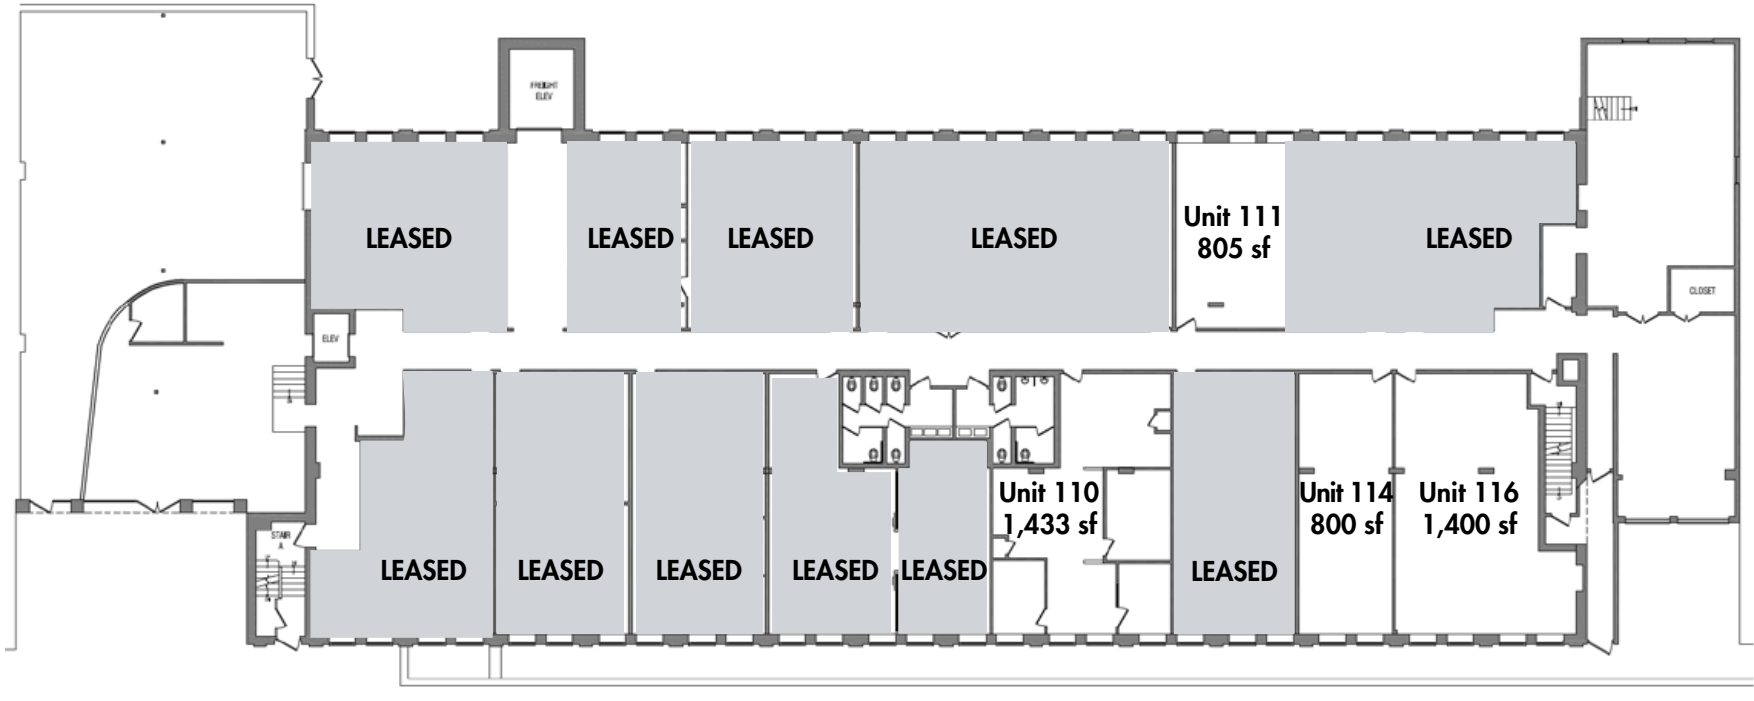 FREIGHT
ELEV
LEASED
LEASED
LEASED
LEASED
Unit 111
805 sf
LEASED
CLOSET
ELEV
STAIR
A
LEASED
LEASED
LEASED
LEASED
LEASED
Unit 110
1,433 sf
LEASED
Unit 114
800 sf
Unit 116
1,400 sf